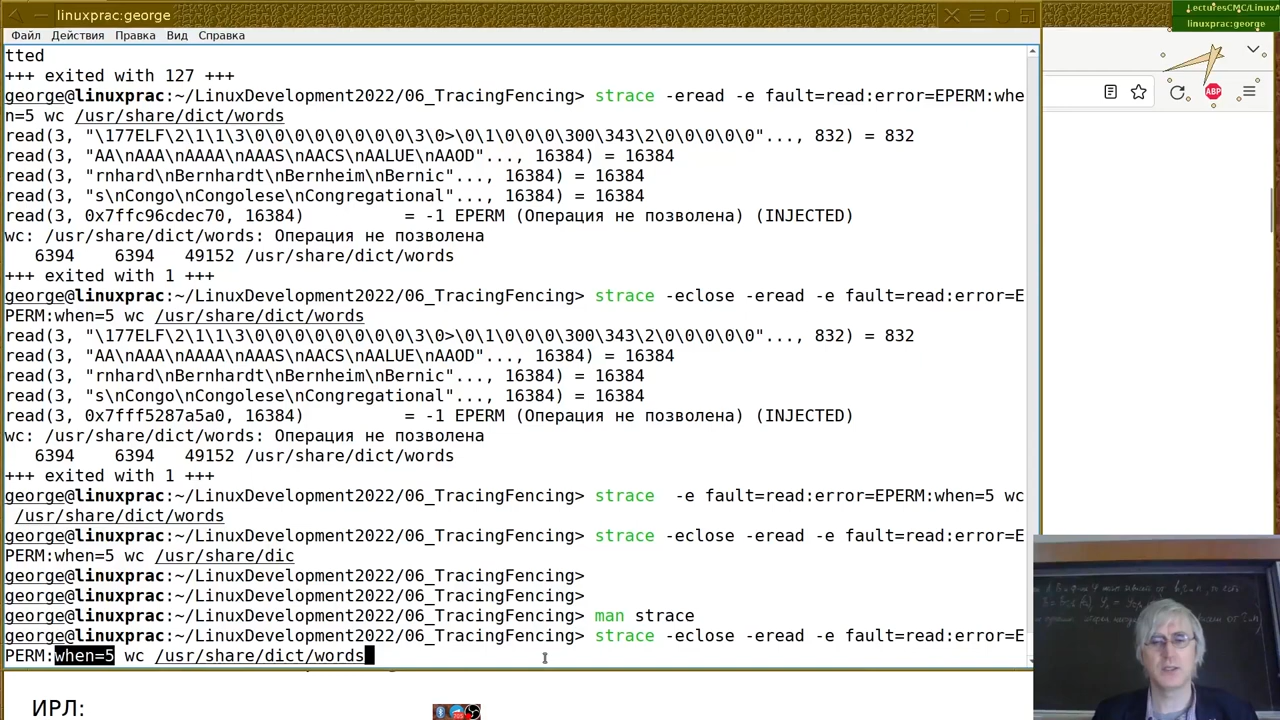 linuxprac:george
LecturesCMC/LinuxA
linuxprac:george
Файл Действия Правка Вид Справка
tted
+++ exited with 127 +++
george@linuxprac:~/LinuxDevelopment2022/06_TracingFencing> strace -eread -e fault=read:error=EPERM:whe
n=5 wc /usr/share/dict/words
read(3, "\177ELF\2\1\1\3\0\0\0\0\0\0\0\0\3\0>\0\1\0\0\0\300\343\2\0\0\0\0\0"..., 832) = 832
read(3, "AA\nAAA\nAAAA\nAAAS\nAACS\nAALUE\nAAOD"..., 16384) = 16384
read(3, "rnhard\nBernhardt\nBernheim\nBernic"..., 16384) = 16384
read(3, "s\nCongo\nCongolese\nCongregational"..., 16384) = 16384
read(3, 0x7ffc96cdec70, 16384) = -1 EPERM (Операция не позволена) (INJECTED)
wc: /usr/share/dict/words: Операция не позволена
6394 6394 49152 /usr/share/dict/words
+++ exited with 1 +++
george@linuxprac:~/LinuxDevelopment2022/06_TracingFencing> strace -eclose -eread -e fault=read:error=E
PERM:when=5 wc /usr/share/dict/words
read(3, "\177ELF\2\1\1\3\0\0\0\0\0\0\0\0\3\0>\0\1\0\0\0\300\343\2\0\0\0\0\0"..., 832) = 832
read(3, "AA\nAAA\nAAAA\nAAAS\nAACS\nAALUE\nAAOD"..., 16384) = 16384
read(3, "rnhard\nBernhardt\nBernheim\nBernic"..., 16384) = 16384
read(3, "s\nCongo\nCongolese\nCongregational"..., 16384) = 16384
read(3, 0x7fff5287a5a0, 16384) = -1 EPERM (Операция не позволена) (INJECTED)
wc: /usr/share/dict/words: Операция не позволена
6394 6394 49152 /usr/share/dict/words
+++ exited with 1 +++
george@linuxprac:~/LinuxDevelopment2022/06_TracingFencing> strace  -e fault=read:error=EPERM:when=5 wc
/usr/share/dict/words
george@linuxprac:~/LinuxDevelopment2022/06_TracingFencing> strace -eclose -eread -e fault=read:error=E
PERM:when=5 wc /usr/share/dic
george@linuxprac:~/LinuxDevelopment2022/06_TracingFencing>
george@linuxprac:~/LinuxDevelopment2022/06_TracingFencing>
george@linuxprac:~/LinuxDevelopment2022/06_TracingFencing> man strace
george@linuxprac:~/LinuxDevelopment2022/06_TracingFencing> strace -eclose -eread -e fault=read:error=E
PERM:when=5 wc /usr/share/dict/words
ИРЛ:
ABP